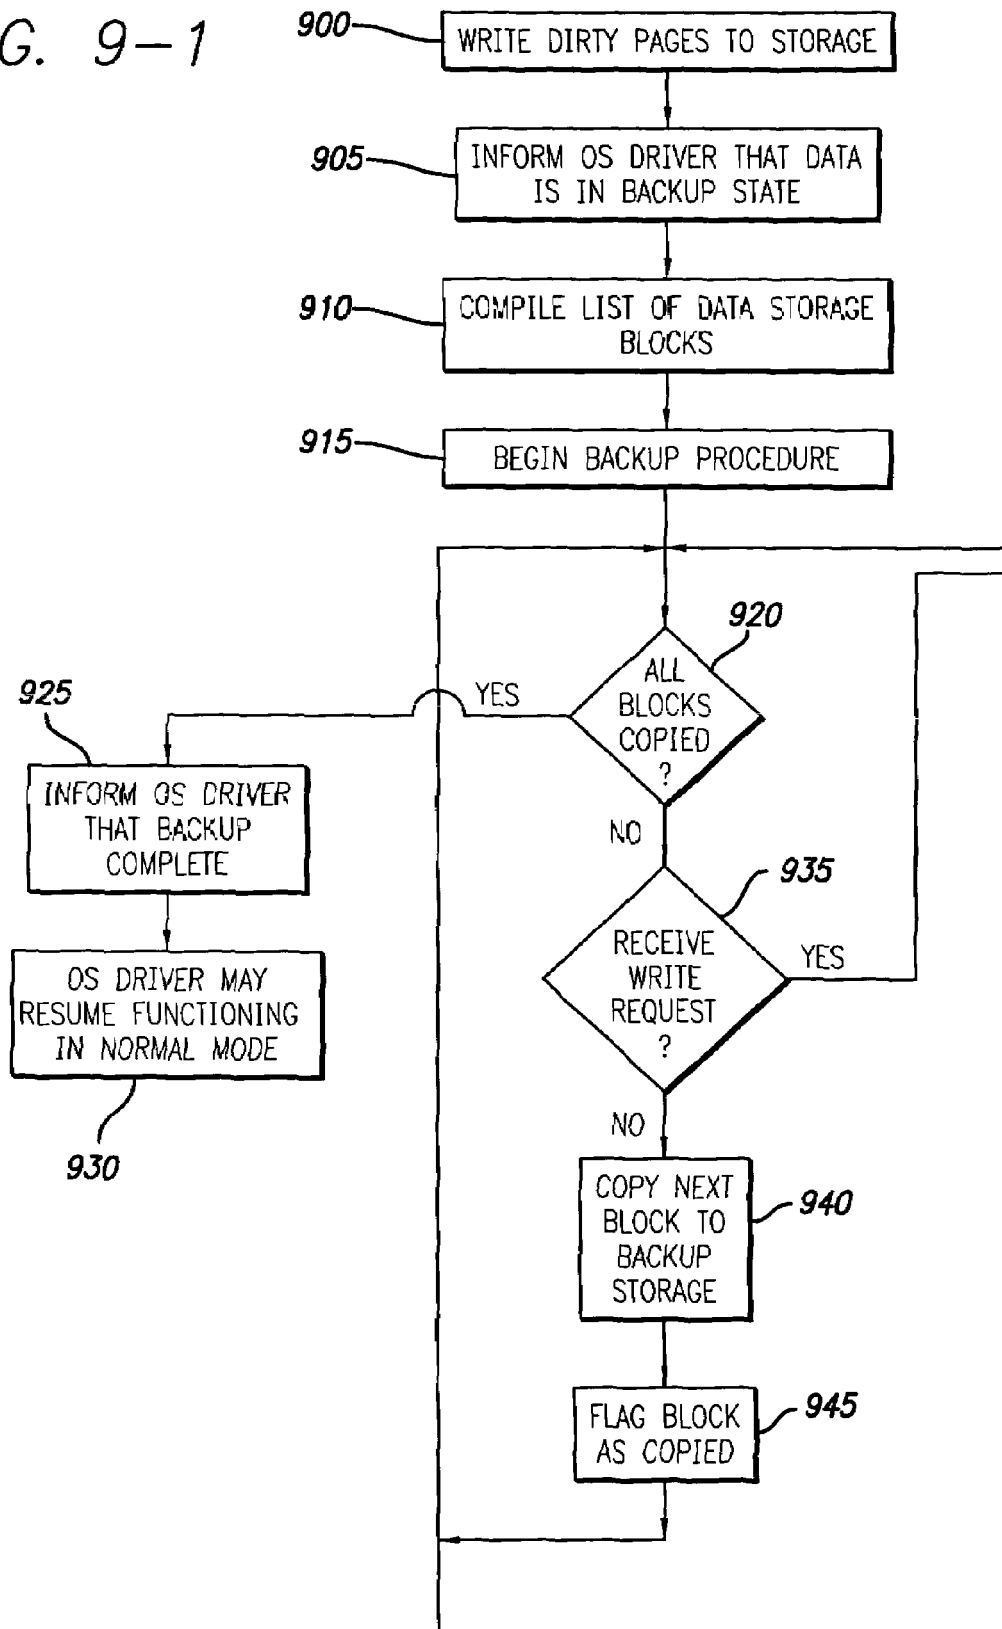 G. 9-1
900
WRITE DIRTY PAGES TO STORAGE
905
INFORM OS DRIVER THAT DATA
IS IN BACKUP STATE
910
COMPILE LIST OF DATA STORAGE
BLOCKS
915
BEGIN BACKUP PROCEDURE
920
ALL
BLOCKS
COPIED
?
YES
NO
925
INFORM OS DRIVER
THAT BACKUP
COMPLETE
OS DRIVER MAY
RESUME FUNCTIONING
IN NORMAL MODE
930
935
RECEIVE
WRITE
REQUEST
?
YES
NO
COPY NEXT
BLOCK TO
BACKUP
STORAGE
940
FLAG BLOCK
AS COPIED
945